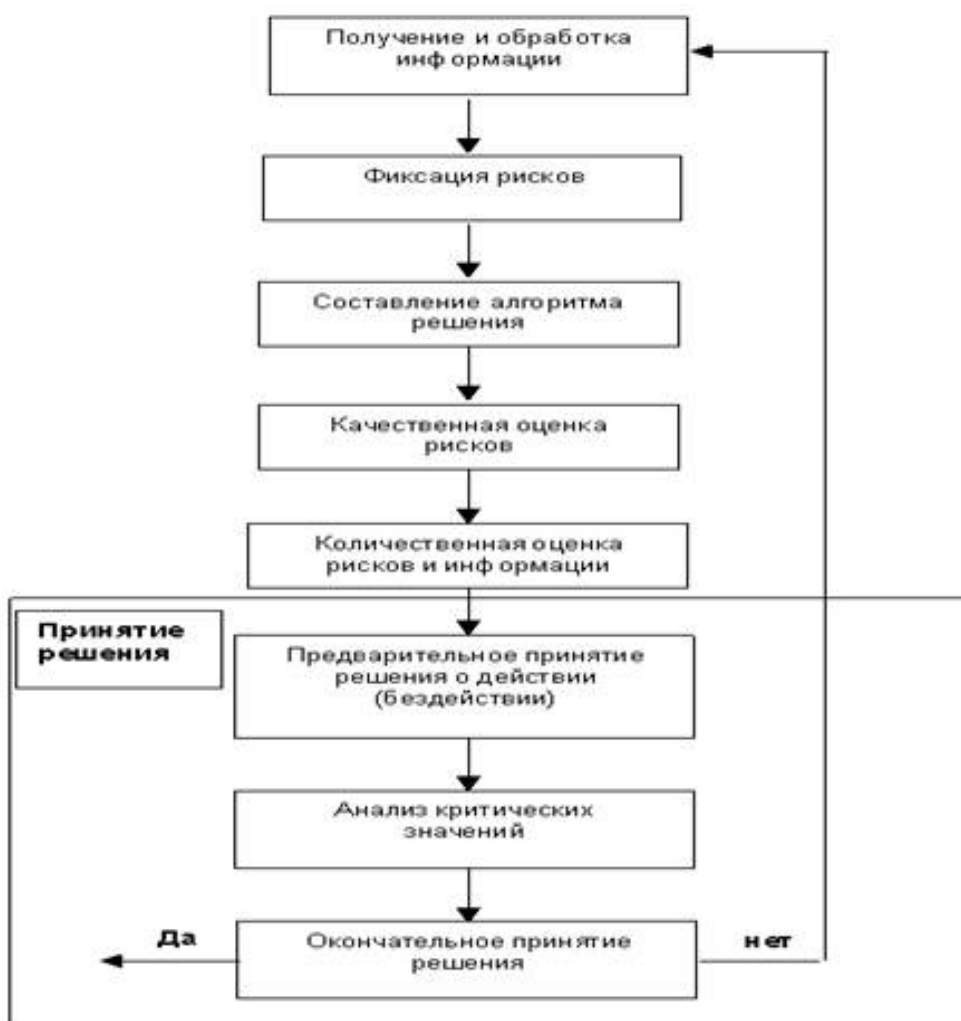 Получение и обработка
информации
Фиксация рисков
Составление алгоритма
решения
Качественная оценка
рисков
Количественная оценка
рисков и информации
Принятие
решения
Предварительное принятие
решения о действии
(бездействии)
Анализ критических
значений
Да
Окончательное принятие
решения
нет